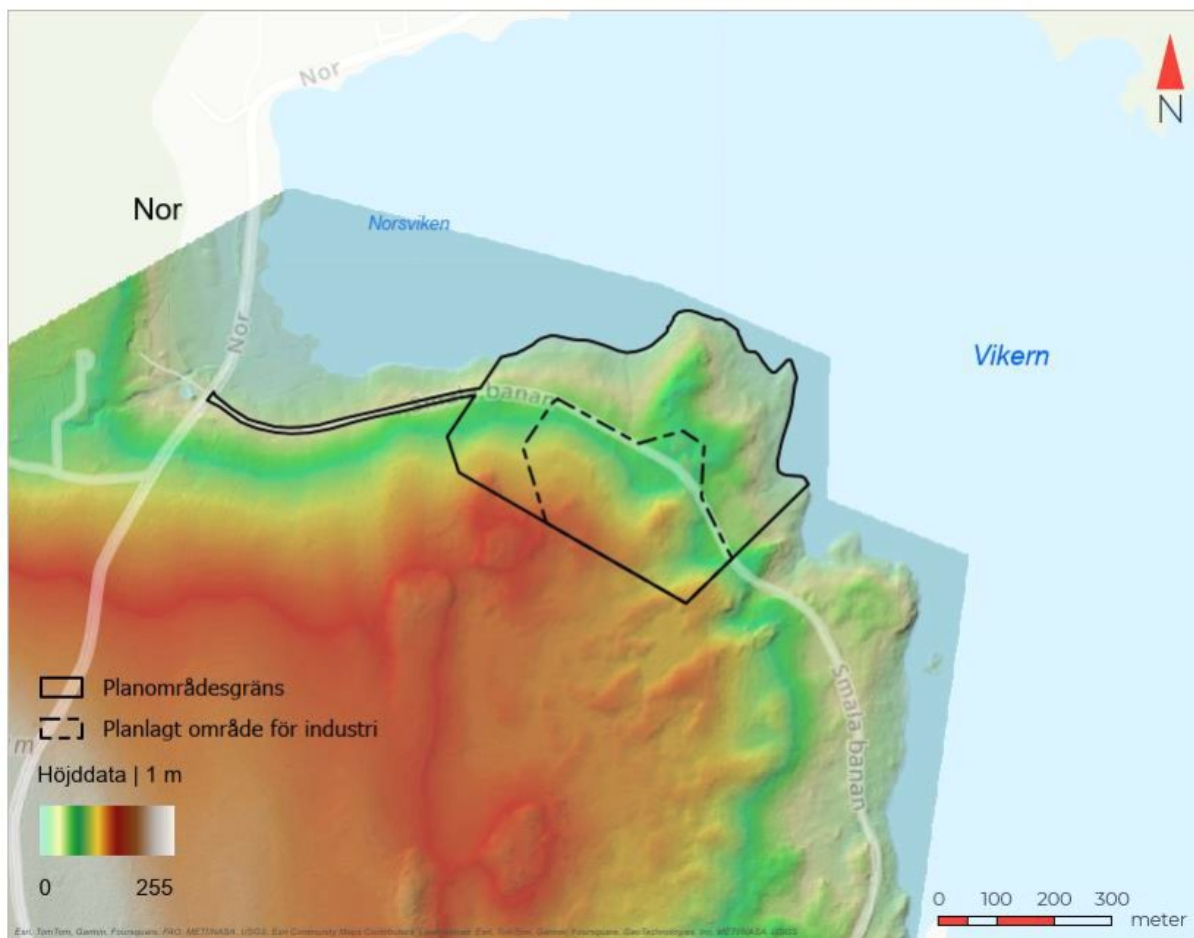 Nor
N
Nor
Norsviken
Nor
Vikern
banan
Smala banan
Planområdesgräns
Planlagt område för industri
m
Höjddata | 1 m
0 255
0 100 200 300
meter